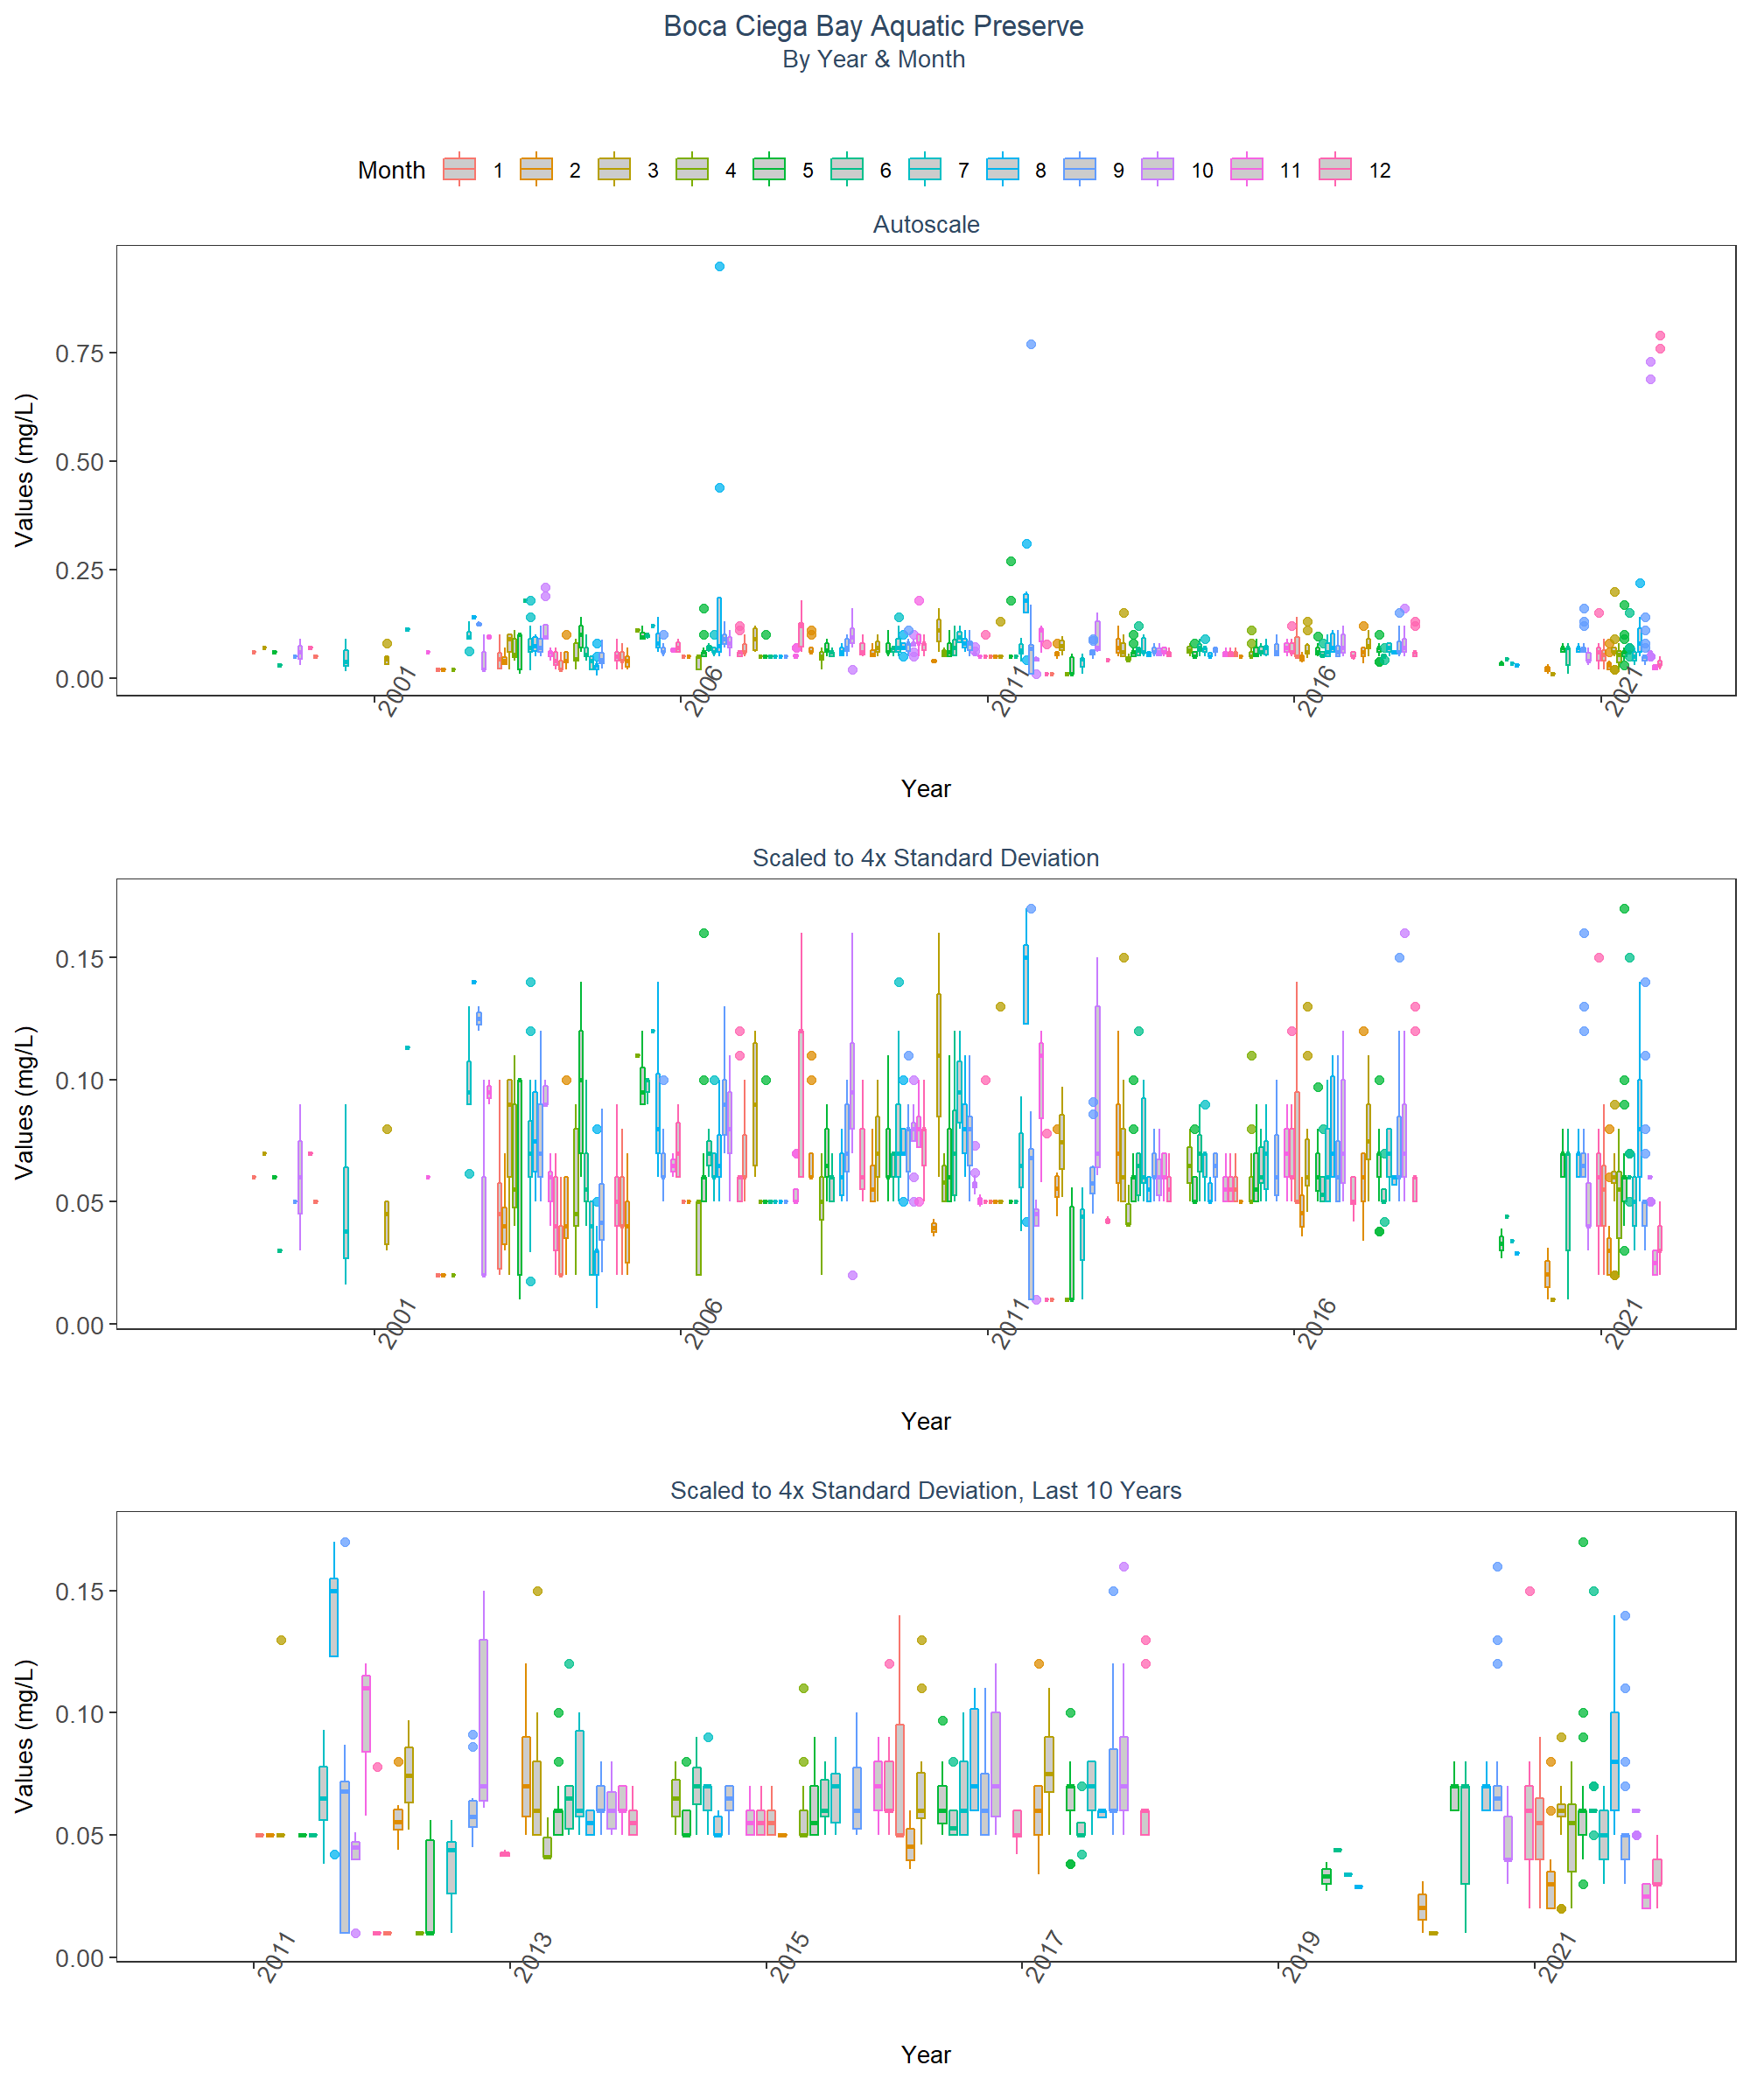 Boca Ciega Bay Aquatic Preserve
By Year & Month
Month 1 2 3 4 5 6 7 8 9 10 11 12
Autoscale
Values (mg/L)
0.75
0.50
0.25
0.00
2001 2006 2011 2016 2021
Year
Scaled to 4x Standard Deviation
Values (mg/L)
0.15
0.10
0.05
0.00
2001 2006 2011 2016 2021
Year
Scaled to 4x Standard Deviation, Last 10 Years
Values (mg/L)
0.15
0.10
0.05
0.00
2011 2013 2015 2017 2019 2021
Year